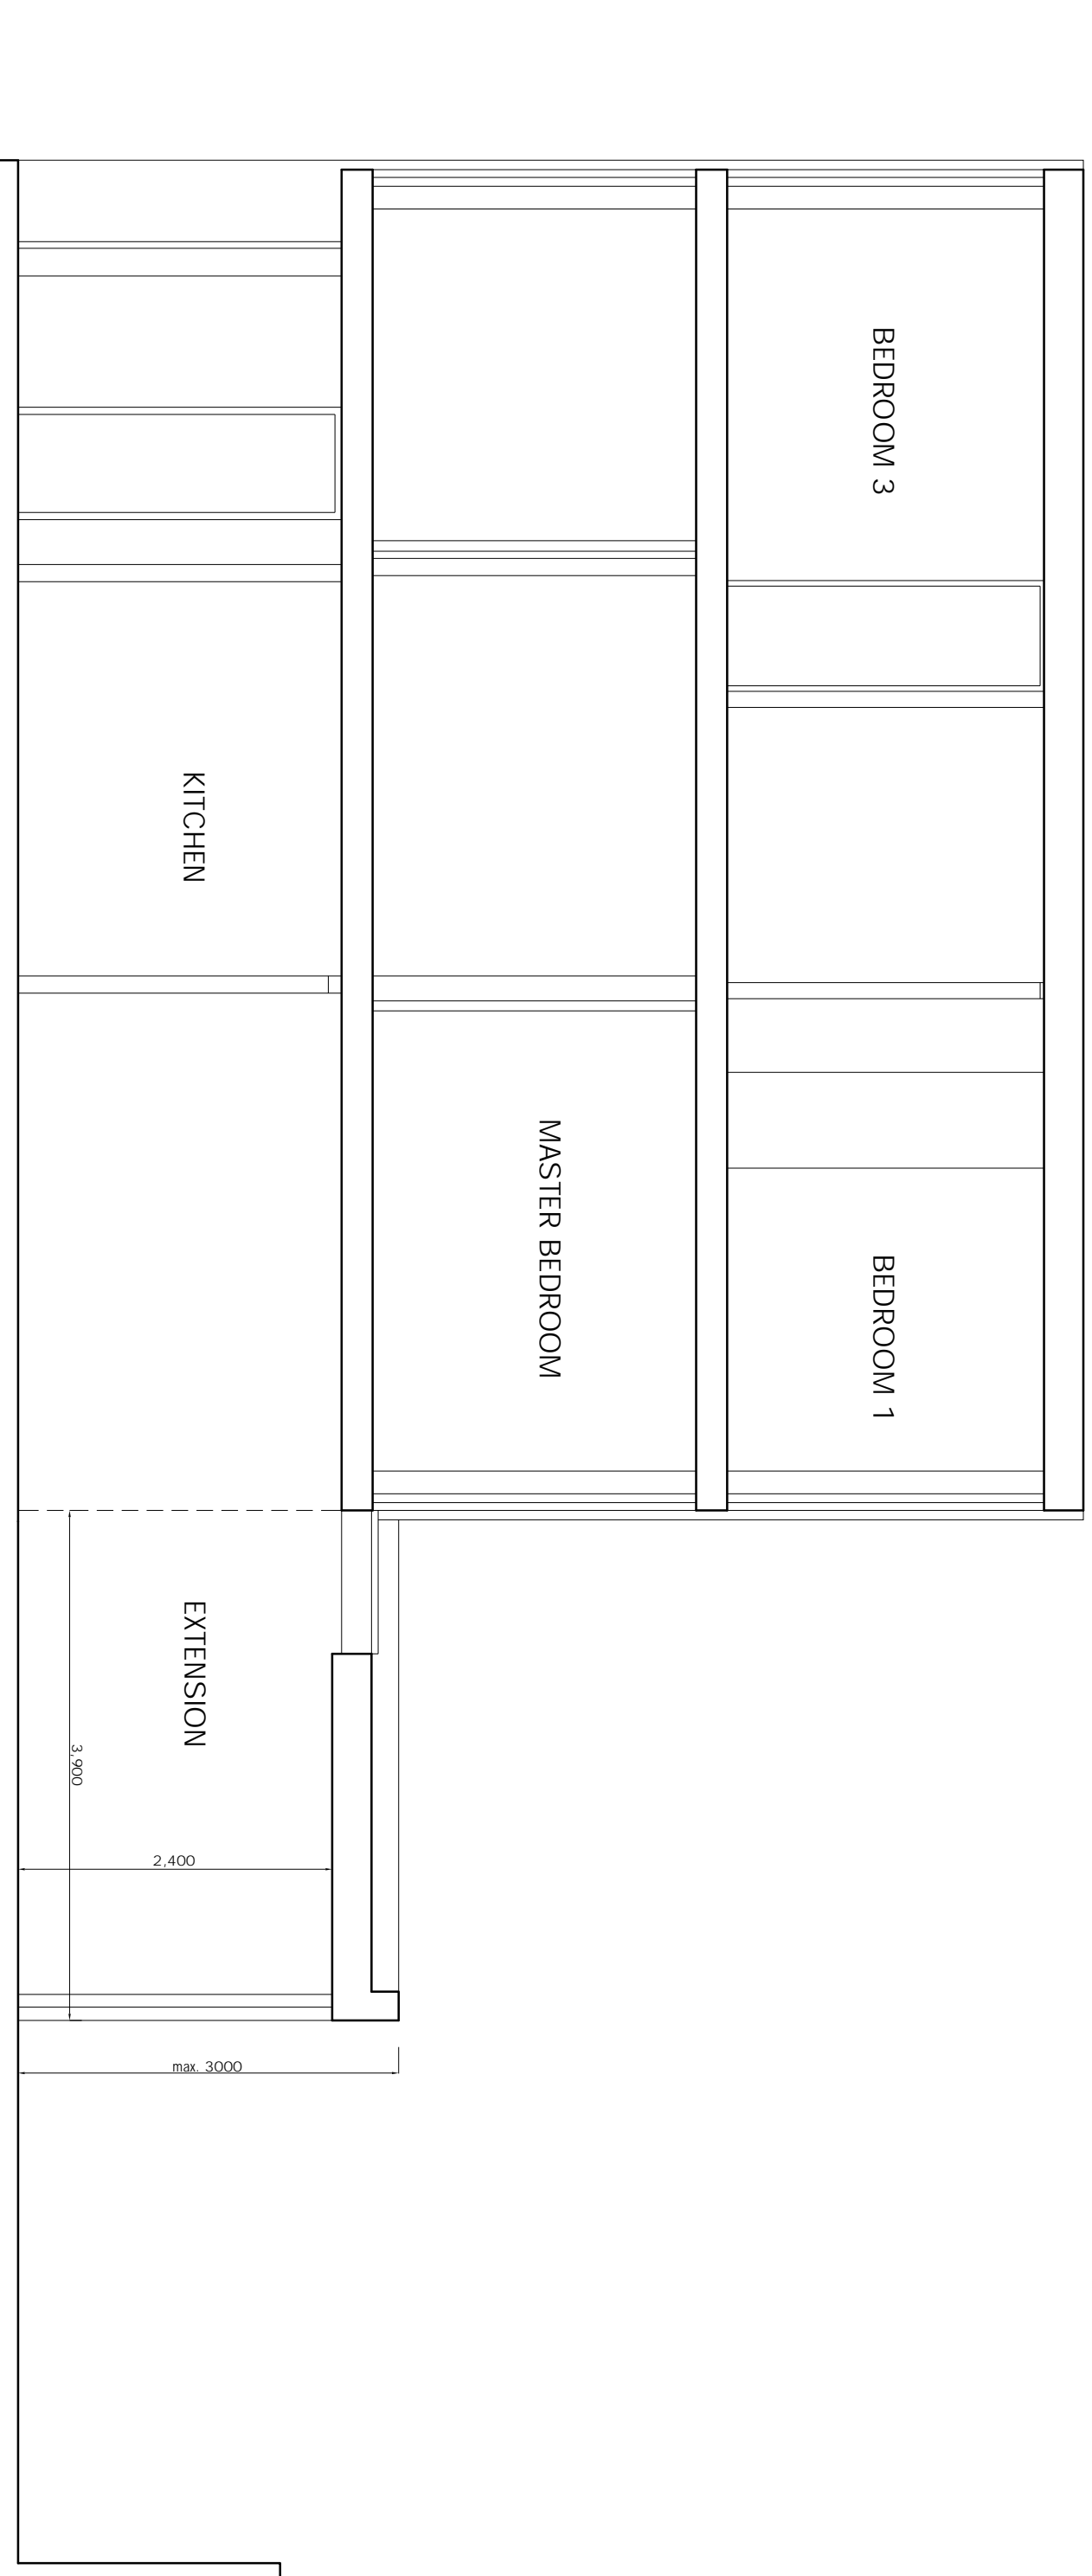 BEDROOM 3
BEDROOM 1
MASTER BEDROOM
KITCHEN
EXTENSION
3,900
2,400
max. 3000